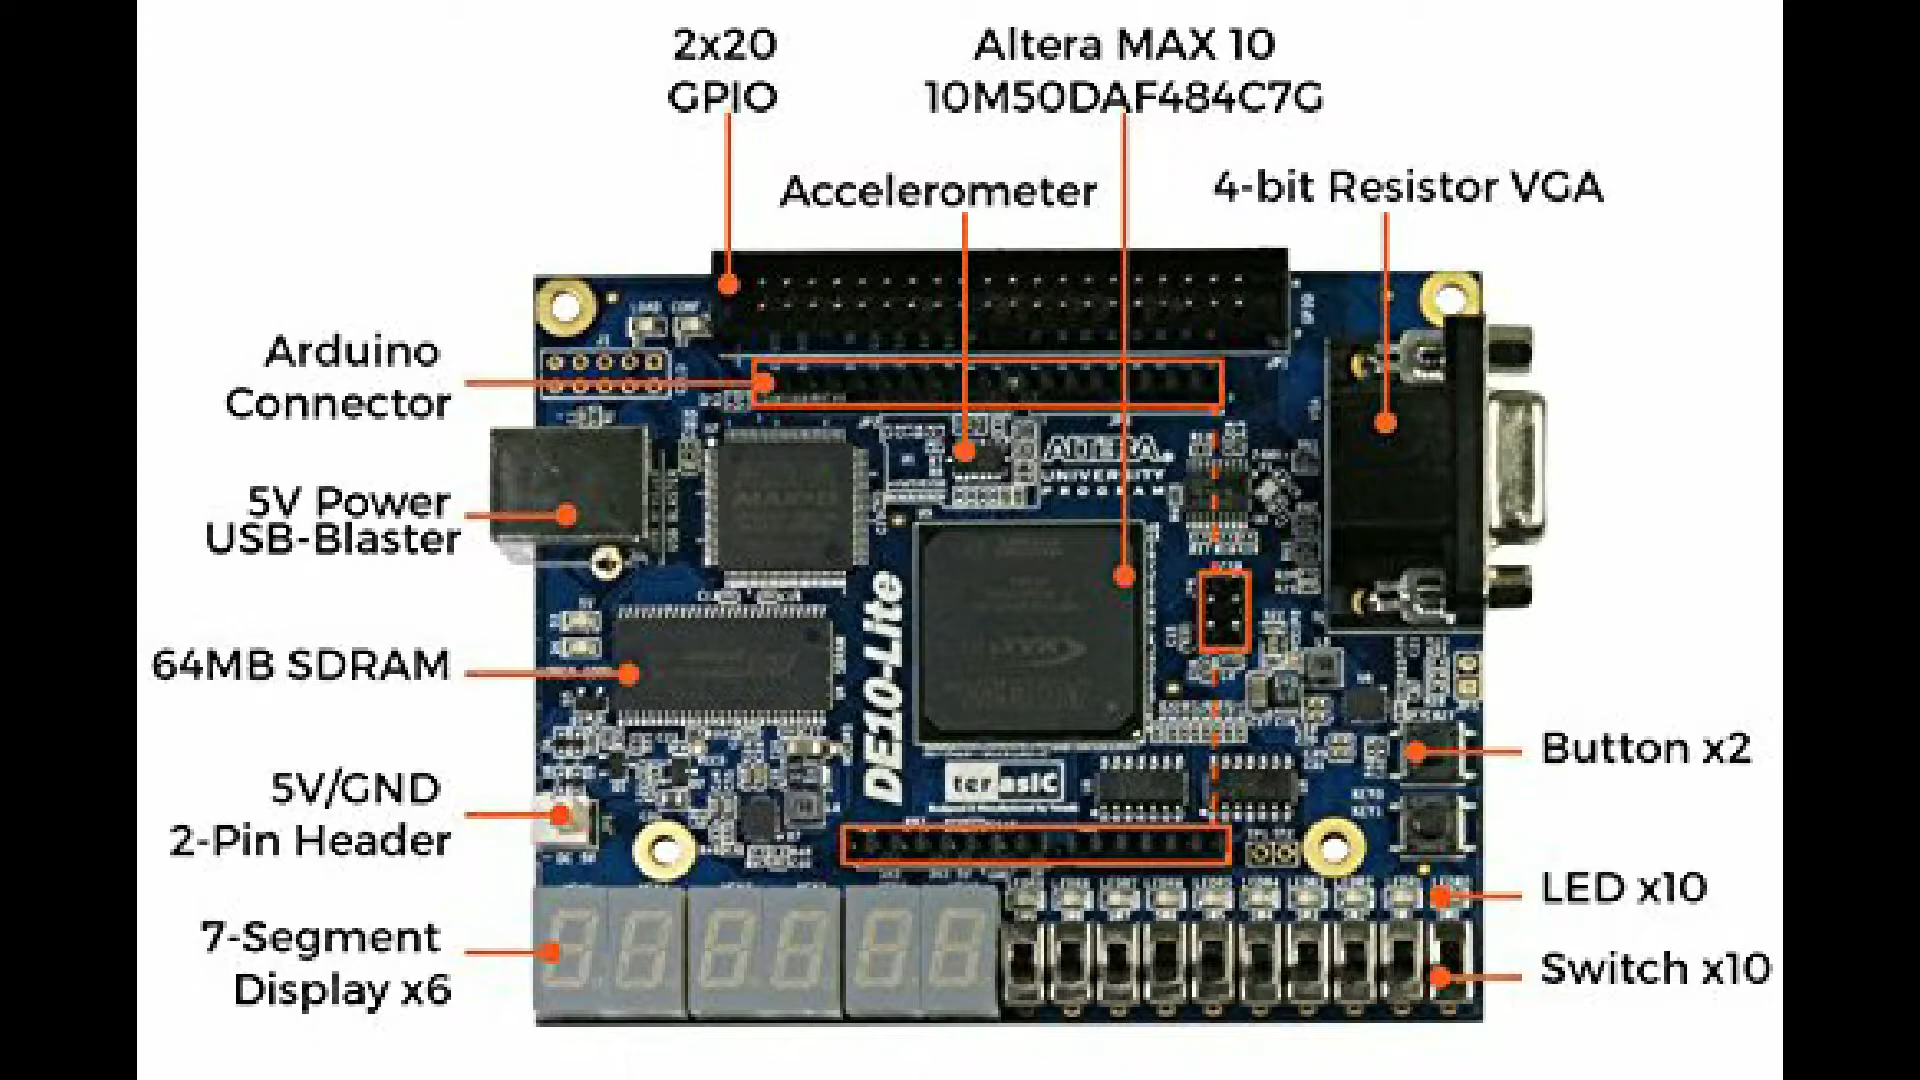 2x20
GPIO
Altera MAX 10
10M50DAF484C7G
Accelerometer
4-bit Resistor VGA
Arduino
Connector
5V Power
USB-Blaster
64MB SDRAM
5V/GND
2-Pin Header
7-Segment
Display x6
Button x2
LED x10
Switch x10
ALTERA
UNIVERSITY
PROGRAM
DE10-Lite
terasIC